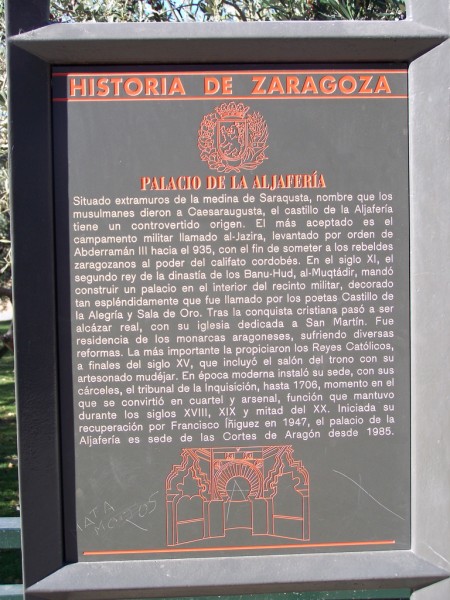 HISTORIA DE ZARAGOZA
PALACIO DE LA ALJAFERÍA
Situado extramuros de la medina de Saraqusta, nombre que los
musulmanes dieron a Caesaraugusta, el castillo de la Aljafería
tiene un controvertido origen. El más aceptado es el
campamento militar llamado al-Jazira, levantado por orden de
Abderramán III hacia el 935, con el fin de someter a los rebeldes
zaragozanos al poder del califato cordobés. En el siglo XI, el
segundo rey de la dinastía de los Banu-Hud, al-Muqtádir, mandó
construir un palacio en el interior del recinto militar, decorado
tan espléndidamente que fue llamado por los poetas Castillo de
la Alegría y Sala de Oro. Tras la conquista cristiana pasó a ser
alcázar real, con su iglesia dedicada a San Martín. Fue
residencia de los monarcas aragoneses, sufriendo diversas
reformas. La más importante la propiciaron los Reyes Católicos,
a finales del siglo XV, que incluyó el salón del trono con su
artesonado mudéjar. En época moderna instaló su sede, con sus
cárceles, el tribunal de la Inquisición, hasta 1706, momento en el
que se convirtió en cuartel y arsenal, función que mantuvo
durante los siglos XVIII, XIX y mitad del XX. Iniciada su
recuperación por Francisco Íñiguez en 1947, el palacio de la
Aljafería es sede de las Cortes de Aragón desde 1985.
MATA
MOROS